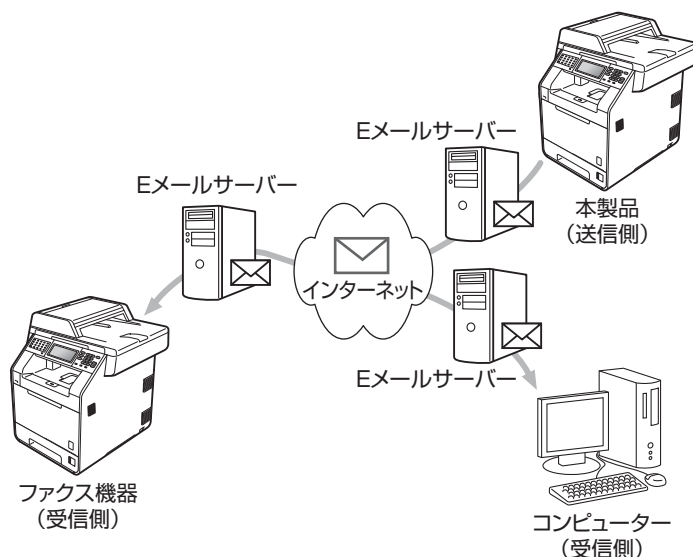 Eメールサーバー
本製品
（送信側）
Eメールサーバー
インターネット
Eメールサーバー
ファクス機器
（受信側）
コンピューター
（受信側）